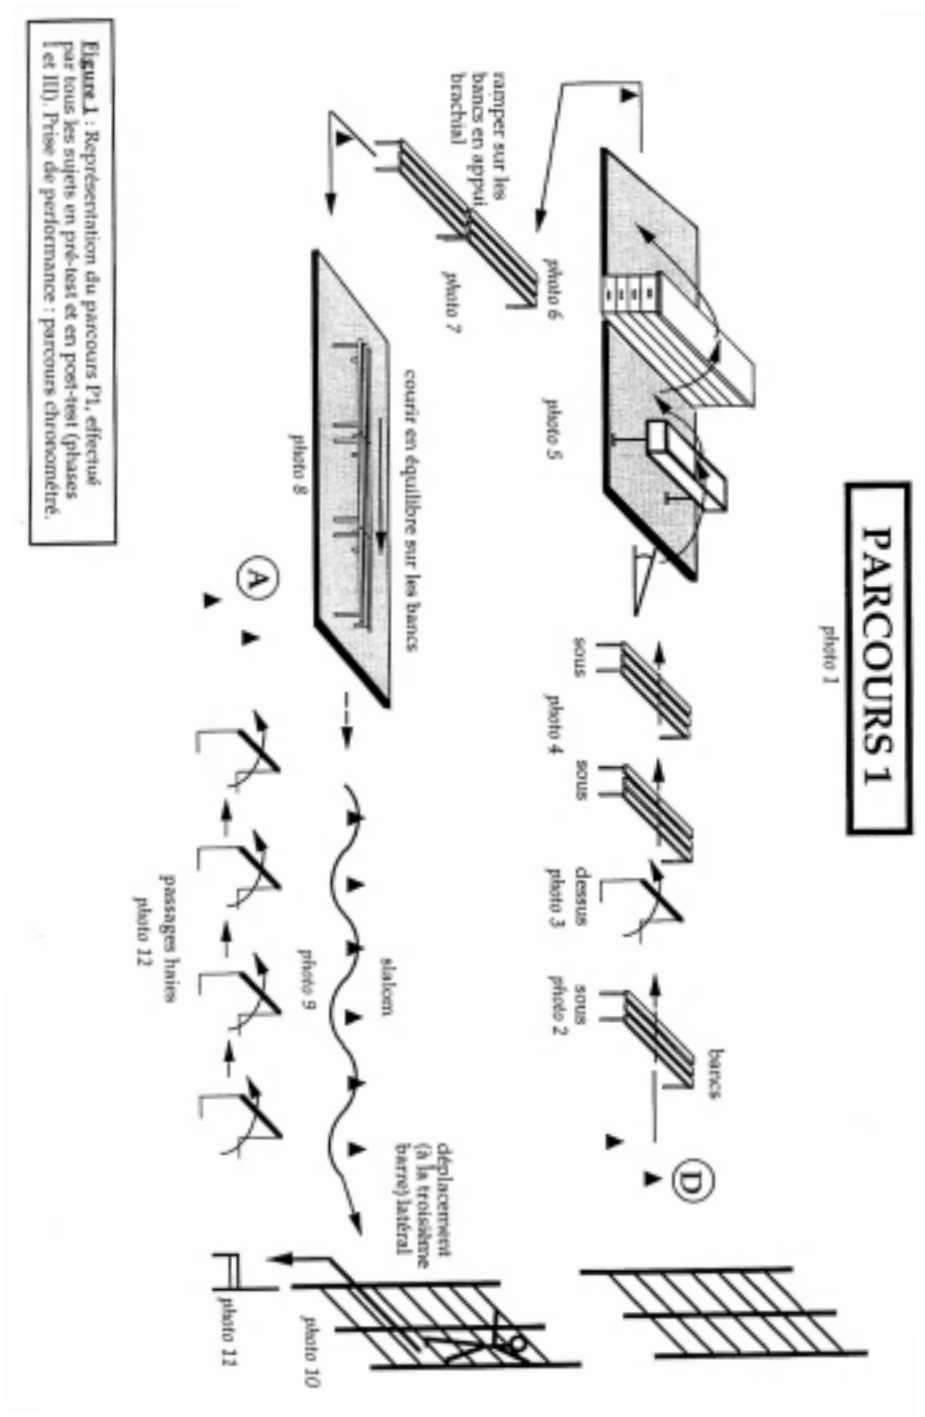 PARCOURS 1
photo 1
bancs
D
sous
photo 2
dessus
photo 3
sous
sous
photo 4
photo 5
photo 6
ramper sur les
bancs en appui
brachial
photo 7
courir en équilibre sur les bancs
photo 8
slalom
photo 9
déplacement
(à la troisième
barre) latéral
photo 10
photo 11
passages haies
photo 12
A
Figure 1 : Représentation du parcours P1, effectué
par tous les sujets en pré-test et en post-test (phases
I et III). Prise de performance : parcours chronométré.